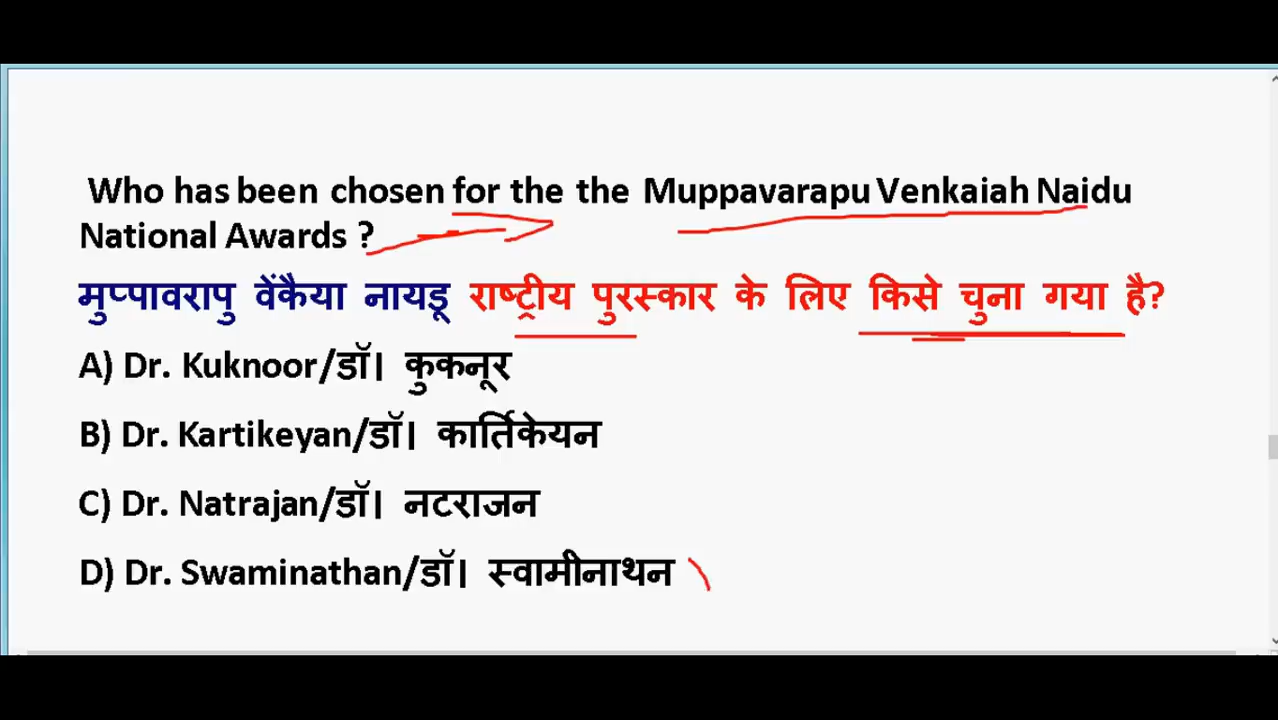 Who has been chosen for the the Muppavarapu Venkaiah Naidu
National Awards ?
मुप्पावरापु वेंकैया नायडू राष्ट्रीय पुरस्कार के लिए किसे चुना गया है?
A) Dr. Kuknoor/डॉ। कुकनूर
B) Dr. Kartikeyan/डॉ। कार्तिकेयन
C) Dr. Natrajan/डॉ। नटराजन
D) Dr. Swaminathan/डॉ। स्वामीनाथन